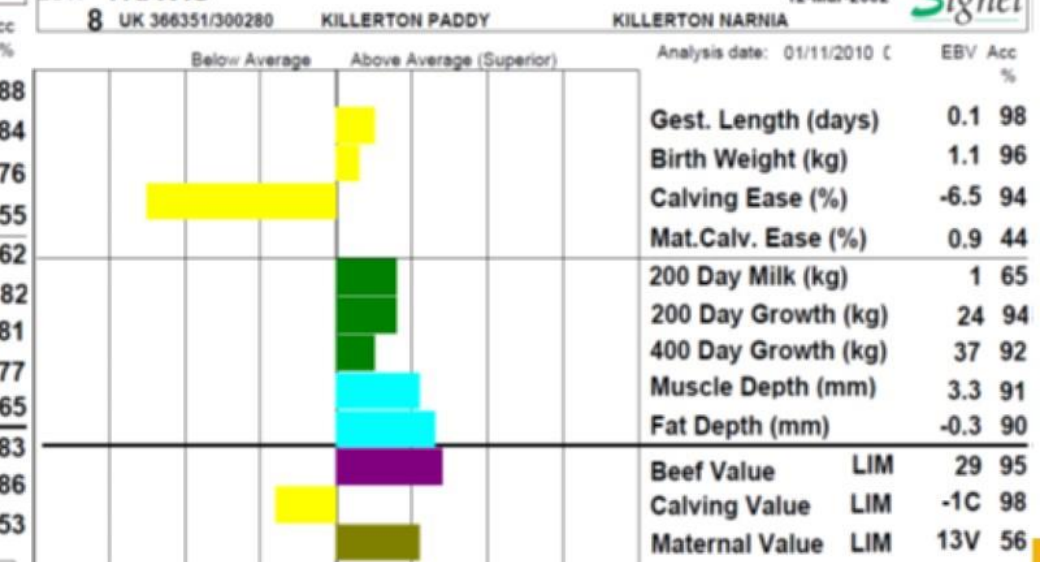 cc
8 UK 366351/300280 KILLERTON PADDY KILLERTON NARNIA
Signet
%
Below Average Above Average (Superior) Analysis date: 01/11/2010 EBV Acc
%
88
Gest. Length (days) 0.1 98
84
Birth Weight (kg) 1.1 96
76
Calving Ease (%) -6.5 94
55
Mat.Calv. Ease (%) 0.9 44
62
200 Day Milk (kg) 1 65
82
200 Day Growth (kg) 24 94
81
400 Day Growth (kg) 37 92
77
Muscle Depth (mm) 3.3 91
65
Fat Depth (mm) -0.3 90
83
Beef Value LIM 29 95
86
Calving Value LIM -1C 98
53
Maternal Value LIM 13V 56